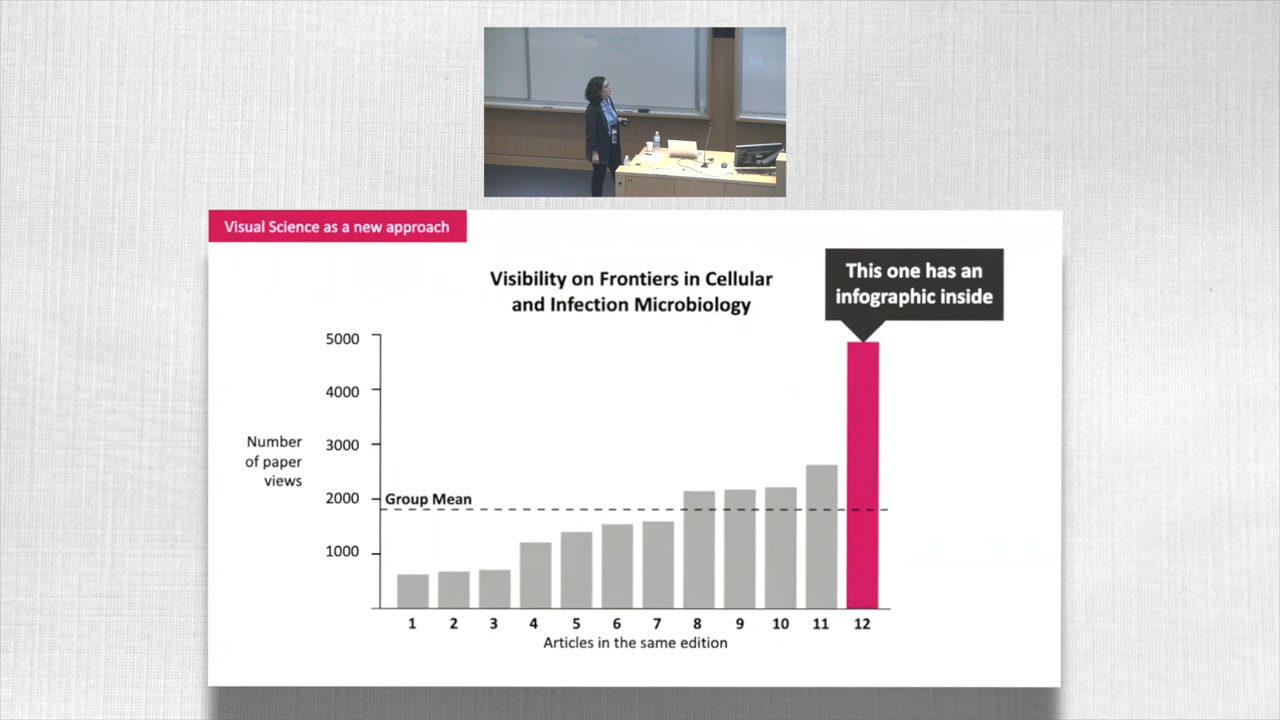 Visual Science as a new approach
Visibility on Frontiers in Cellular
and Infection Microbiology
This one has an
infographic inside
5000
4000
3000
2000
1000
Number
of paper
views
Group Mean
1 2 3 4 5 6 7 8 9 10 11 12
Articles in the same edition